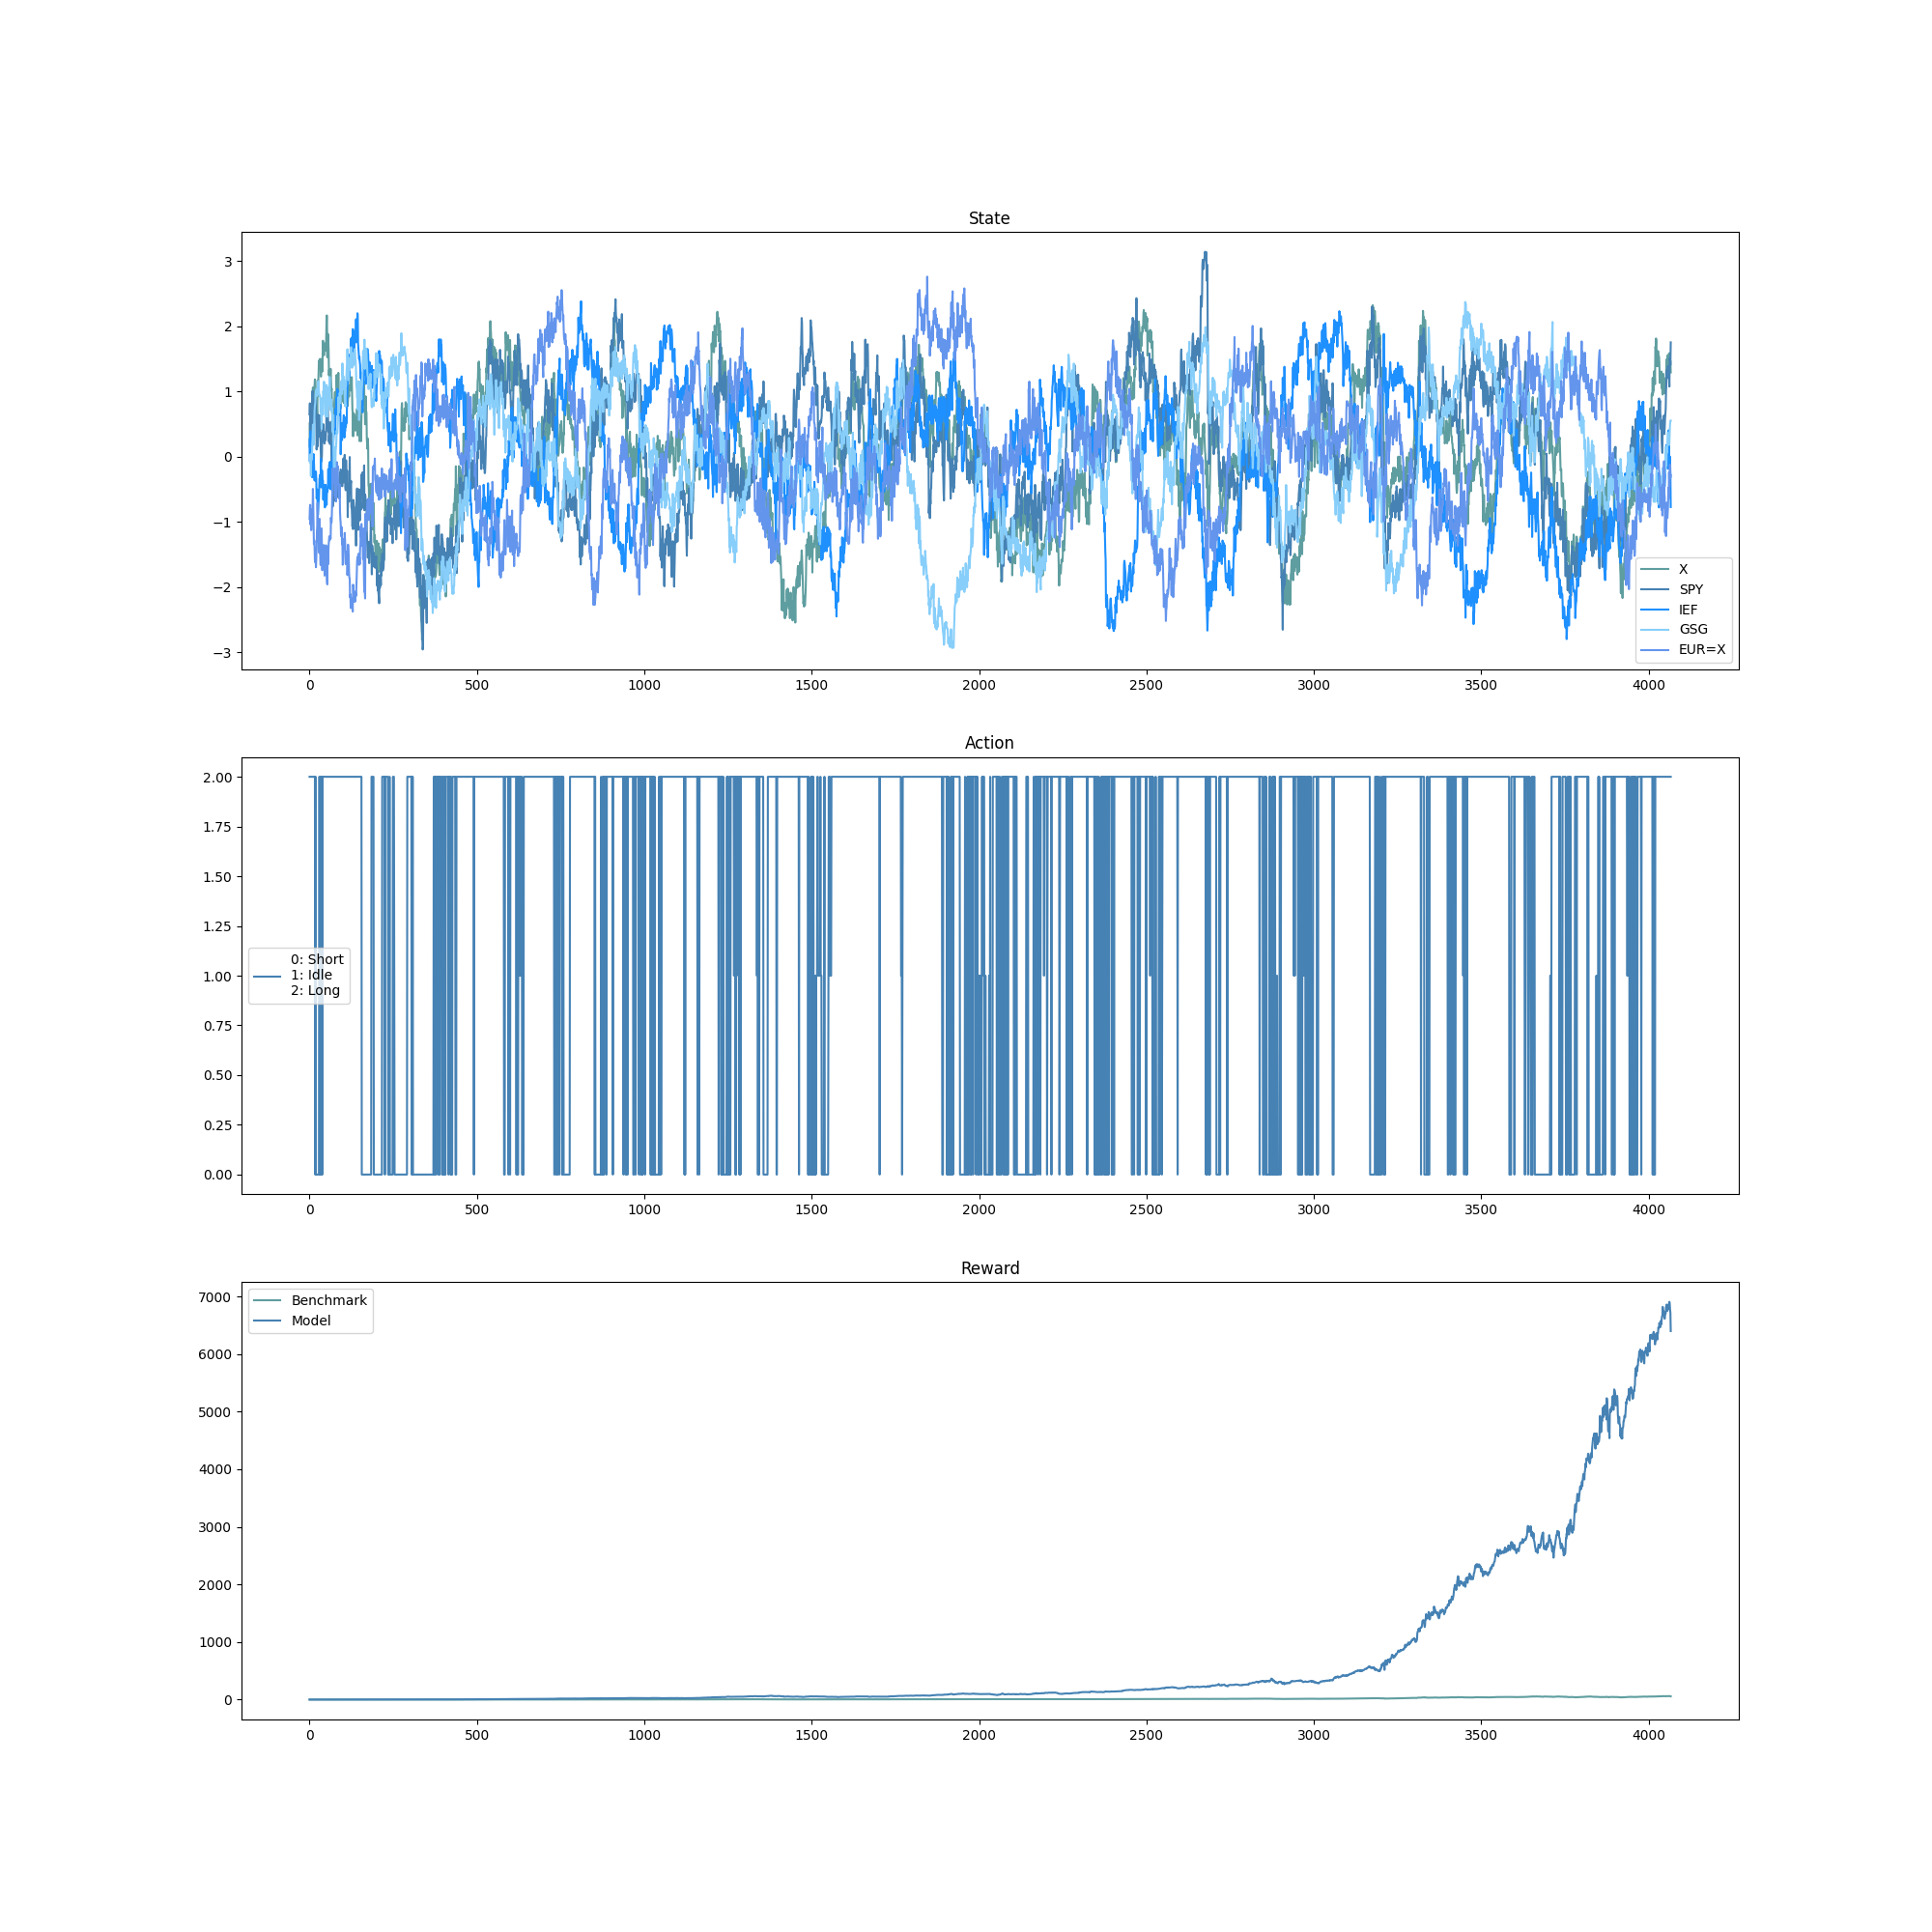 State
3
2
1
0
−1
−2
−3
X
SPY
IEF
GSG
EUR=X
0 500 1000 1500 2000 2500 3000 3500 4000
Action
2.00
1.75
1.50
1.25
1.00
0.75
0.50
0.25
0.00
0: Short
1: Idle
2: Long
0 500 1000 1500 2000 2500 3000 3500 4000
Reward
7000
6000
5000
4000
3000
2000
1000
0
Benchmark
Model
0 500 1000 1500 2000 2500 3000 3500 4000